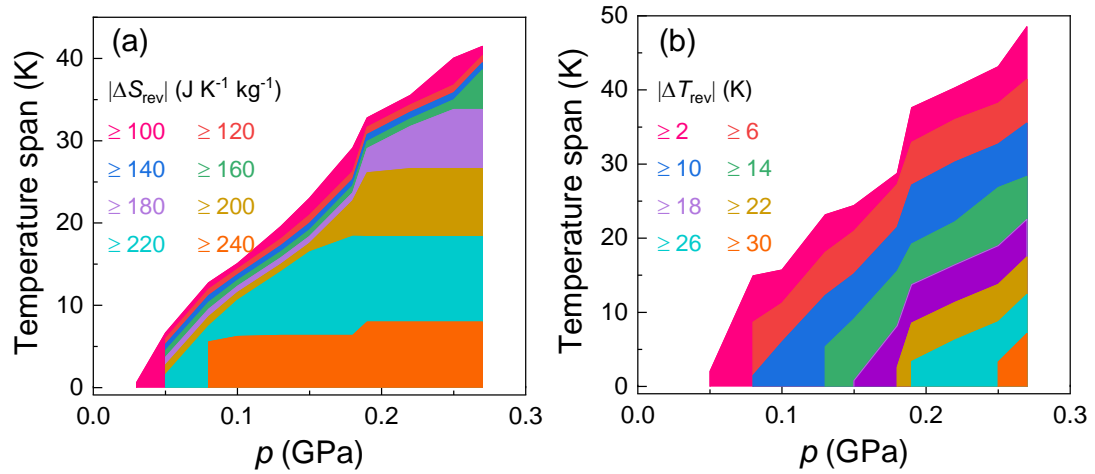 (a)
|ΔS_rev| (J K⁻¹ kg⁻¹)
≥ 100 ≥ 120
≥ 140 ≥ 160
≥ 180 ≥ 200
≥ 220 ≥ 240
Temperature span (K)
40
30
20
10
0
0.0 0.1 0.2 0.3
p (GPa)
(b)
|ΔT_rev| (K)
≥ 2 ≥ 6
≥ 10 ≥ 14
≥ 18 ≥ 22
≥ 26 ≥ 30
Temperature span (K)
50
40
30
20
10
0
0.0 0.1 0.2 0.3
p (GPa)